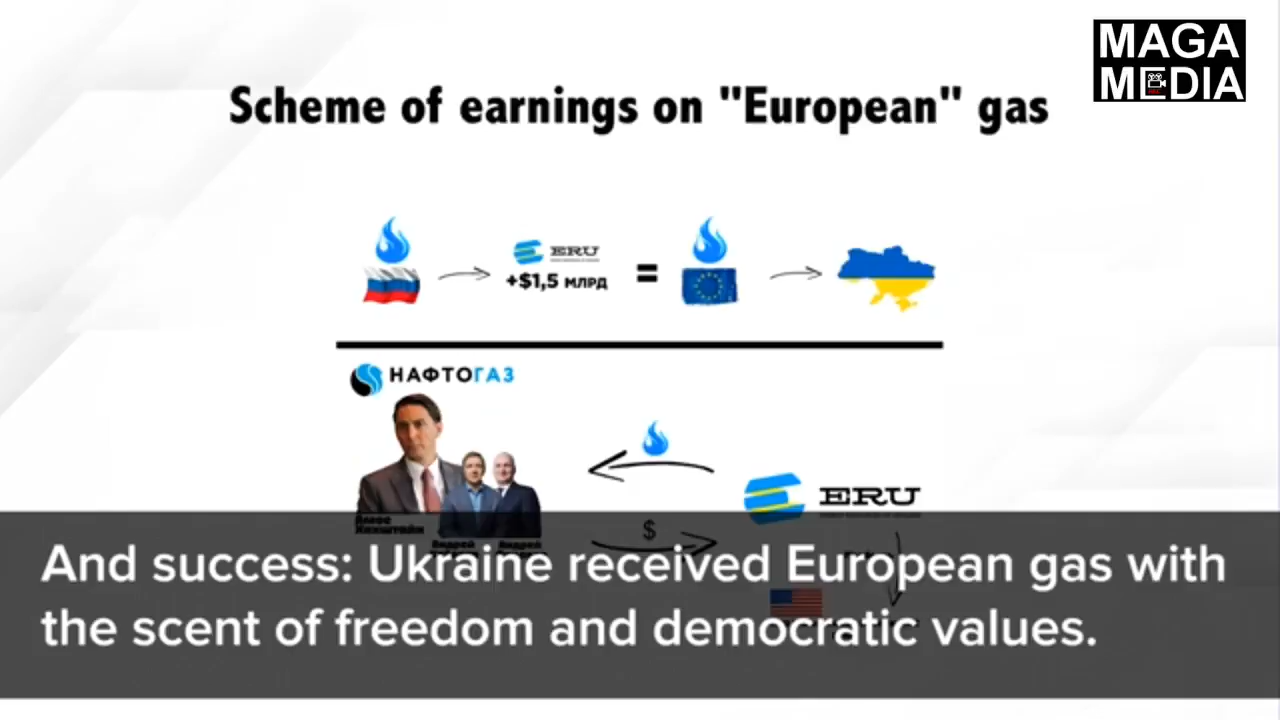 MAGA
MEDIA
Scheme of earnings on "European" gas
ERU
+$1,5 МЛРД
=
НАФТОГАЗ
ERU
$
And success: Ukraine received European gas with
the scent of freedom and democratic values.